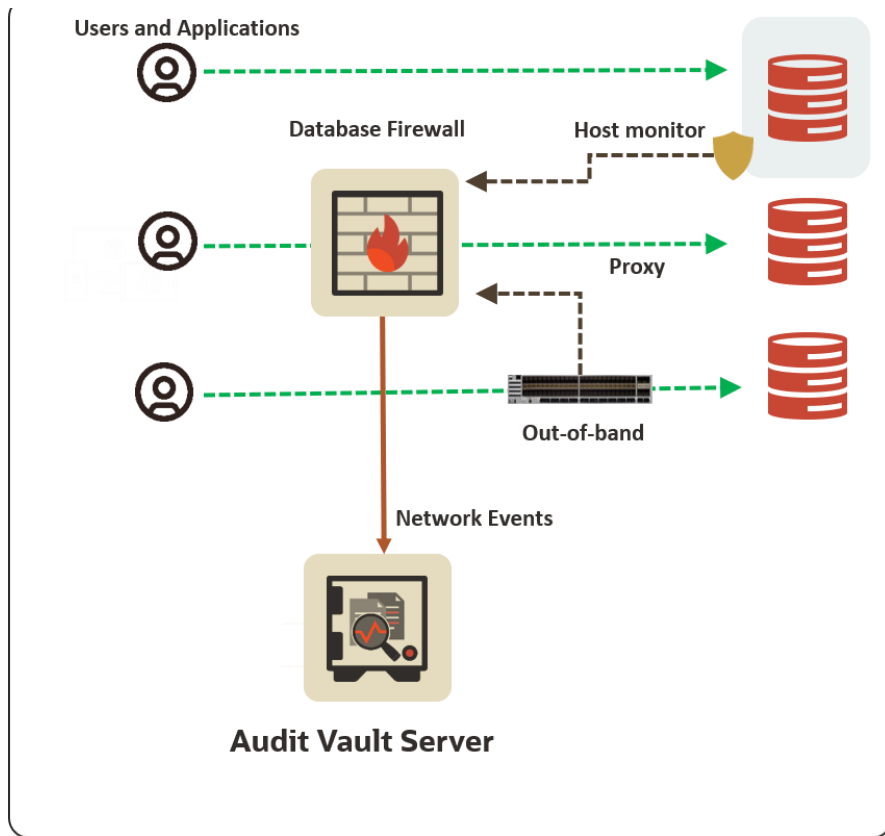 Users and Applications
Database Firewall
Host monitor
Proxy
Out-of-band
Network Events
Audit Vault Server